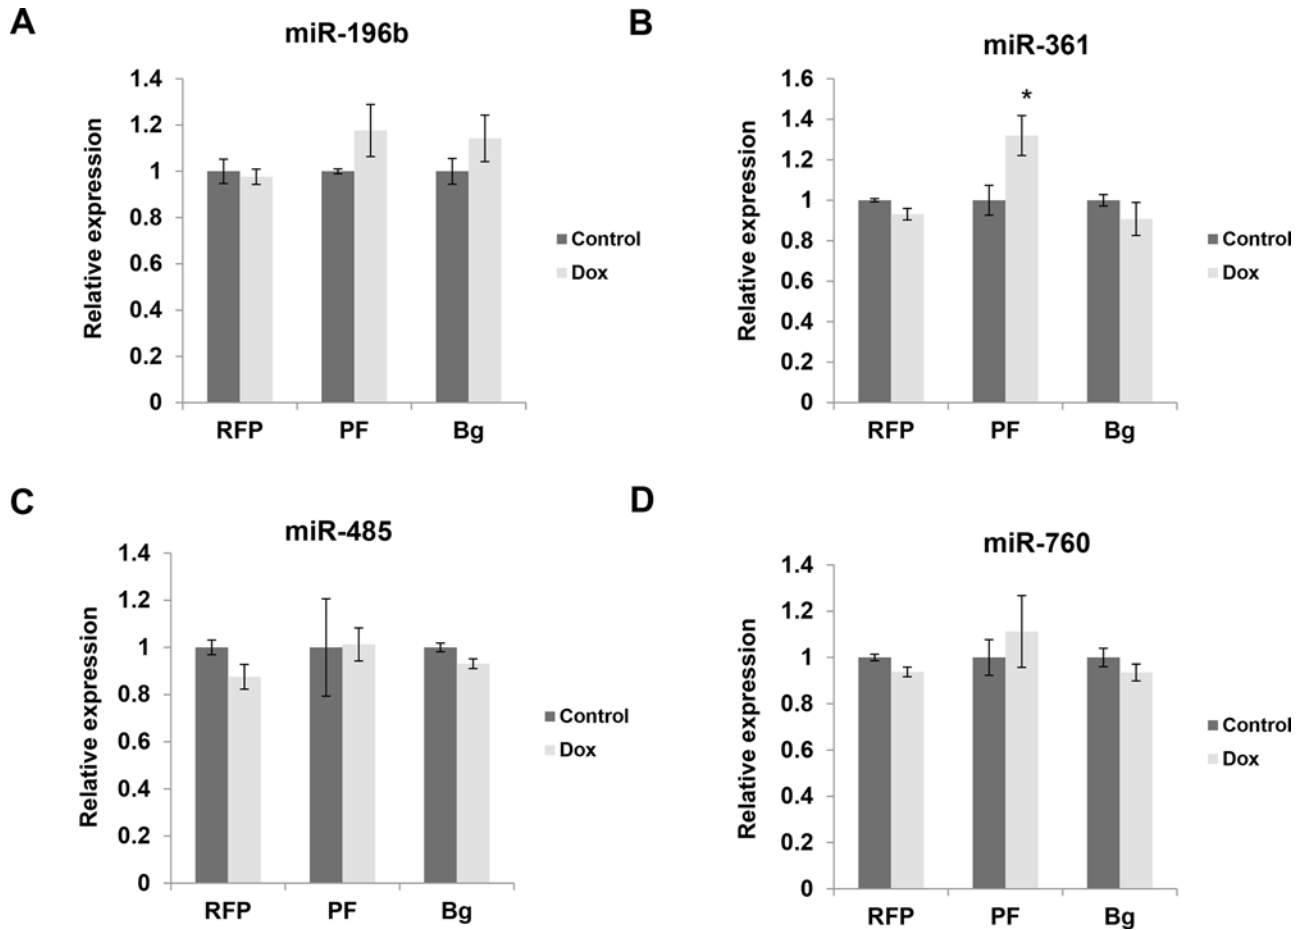 A
miR-196b
Relative expression
1.4
1.2
1
0.8
0.6
0.4
0.2
0
RFP PF Bg
Control
Dox
B
miR-361
Relative expression
1.6
1.4
1.2
1
0.8
0.6
0.4
0.2
0
*
RFP PF Bg
Control
Dox
C
miR-485
Relative expression
1.4
1.2
1
0.8
0.6
0.4
0.2
0
RFP PF Bg
Control
Dox
D
miR-760
Relative expression
1.4
1.2
1
0.8
0.6
0.4
0.2
0
RFP PF Bg
Control
Dox